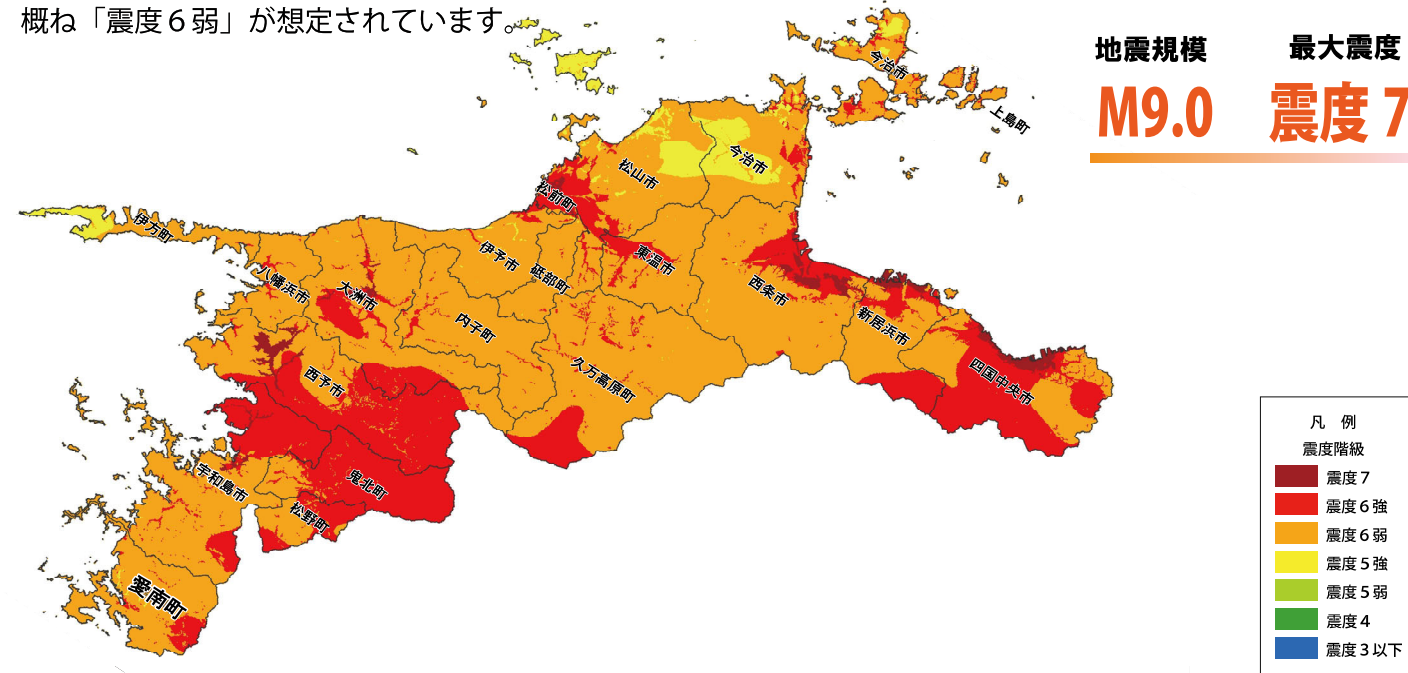 概ね「震度６弱」が想定されています。
地震規模
最大震度
M9.0
震度 7
今治市
上島町
松山市
今治市
松前町
伊方町
伊予市
砥部町
東温市
八幡浜市
大洲市
西条市
内子町
新居浜市
西予市
久万高原町
四国中央市
宇和島市
鬼北町
松野町
愛南町
凡 例
震度階級
震度７
震度６強
震度６弱
震度５強
震度５弱
震度４
震度３以下